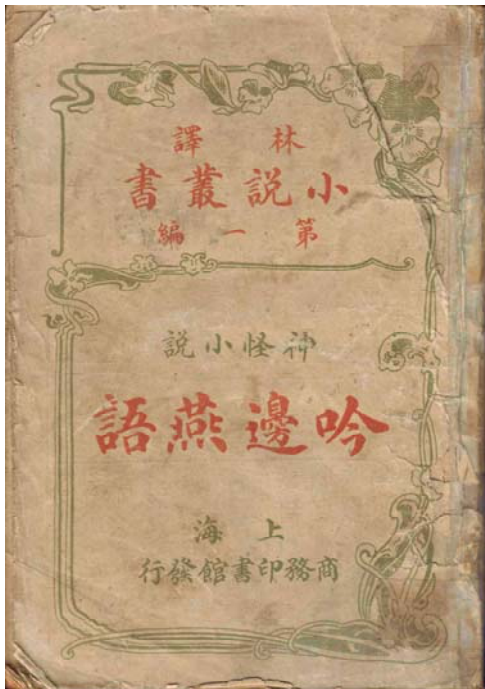 林譯
小說叢書
第一編
神怪小說
吟邊燕語
上海
商務印書館發行